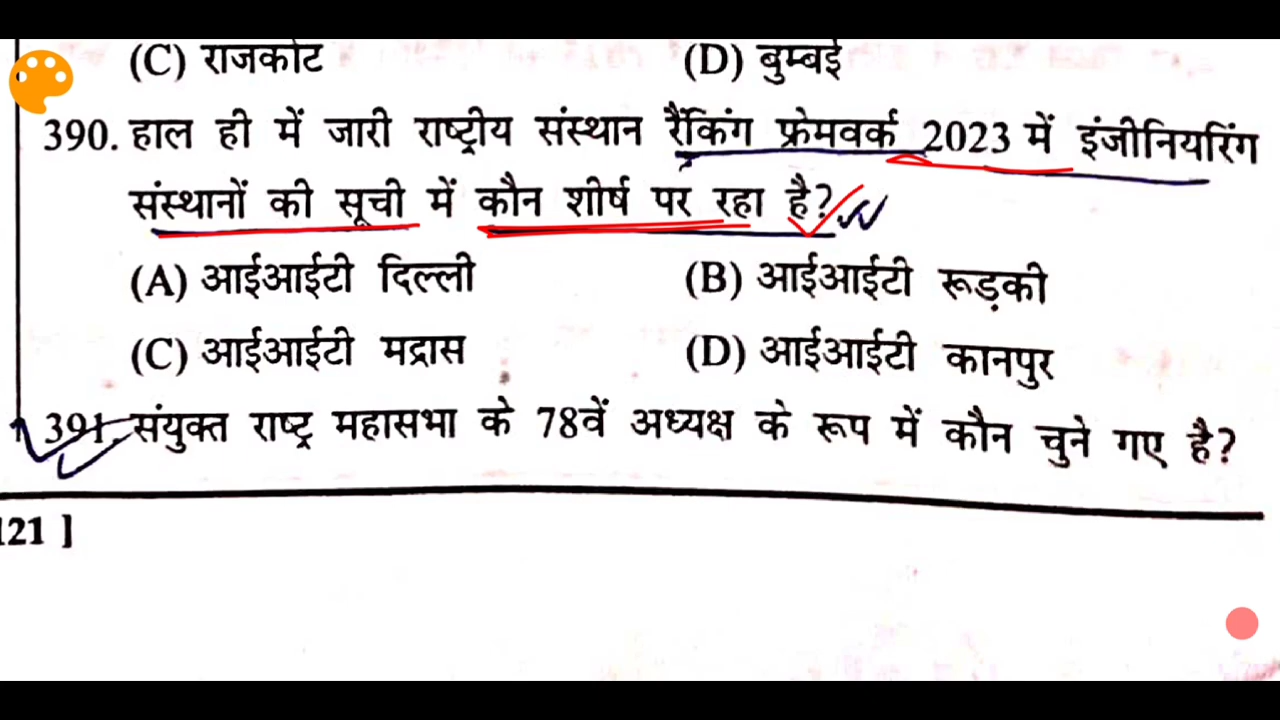 (C) राजकोट (D) बुम्बई
390. हाल ही में जारी राष्ट्रीय संस्थान रैंकिंग फ्रेमवर्क 2023 में इंजीनियरिंग
संस्थानों की सूची में कौन शीर्ष पर रहा है?
(A) आईआईटी दिल्ली (B) आईआईटी रूड़की
(C) आईआईटी मद्रास (D) आईआईटी कानपुर
391. संयुक्त राष्ट्र महासभा के 78वें अध्यक्ष के रूप में कौन चुने गए है?
121 ]